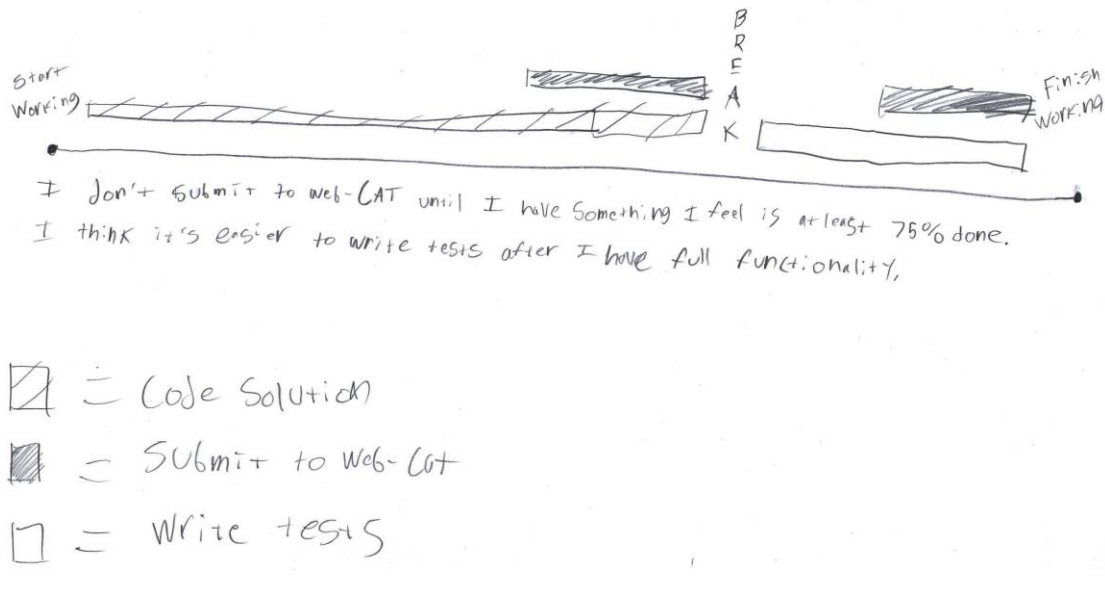 Start
Working
B
R
E
A
K
Finish
Working
I don't submit to Web-CAT until I have something I feel is at least 75% done.
I think it's easier to write tests after I have full functionality.
= Code Solution
= Submit to Web-Cat
= Write tests